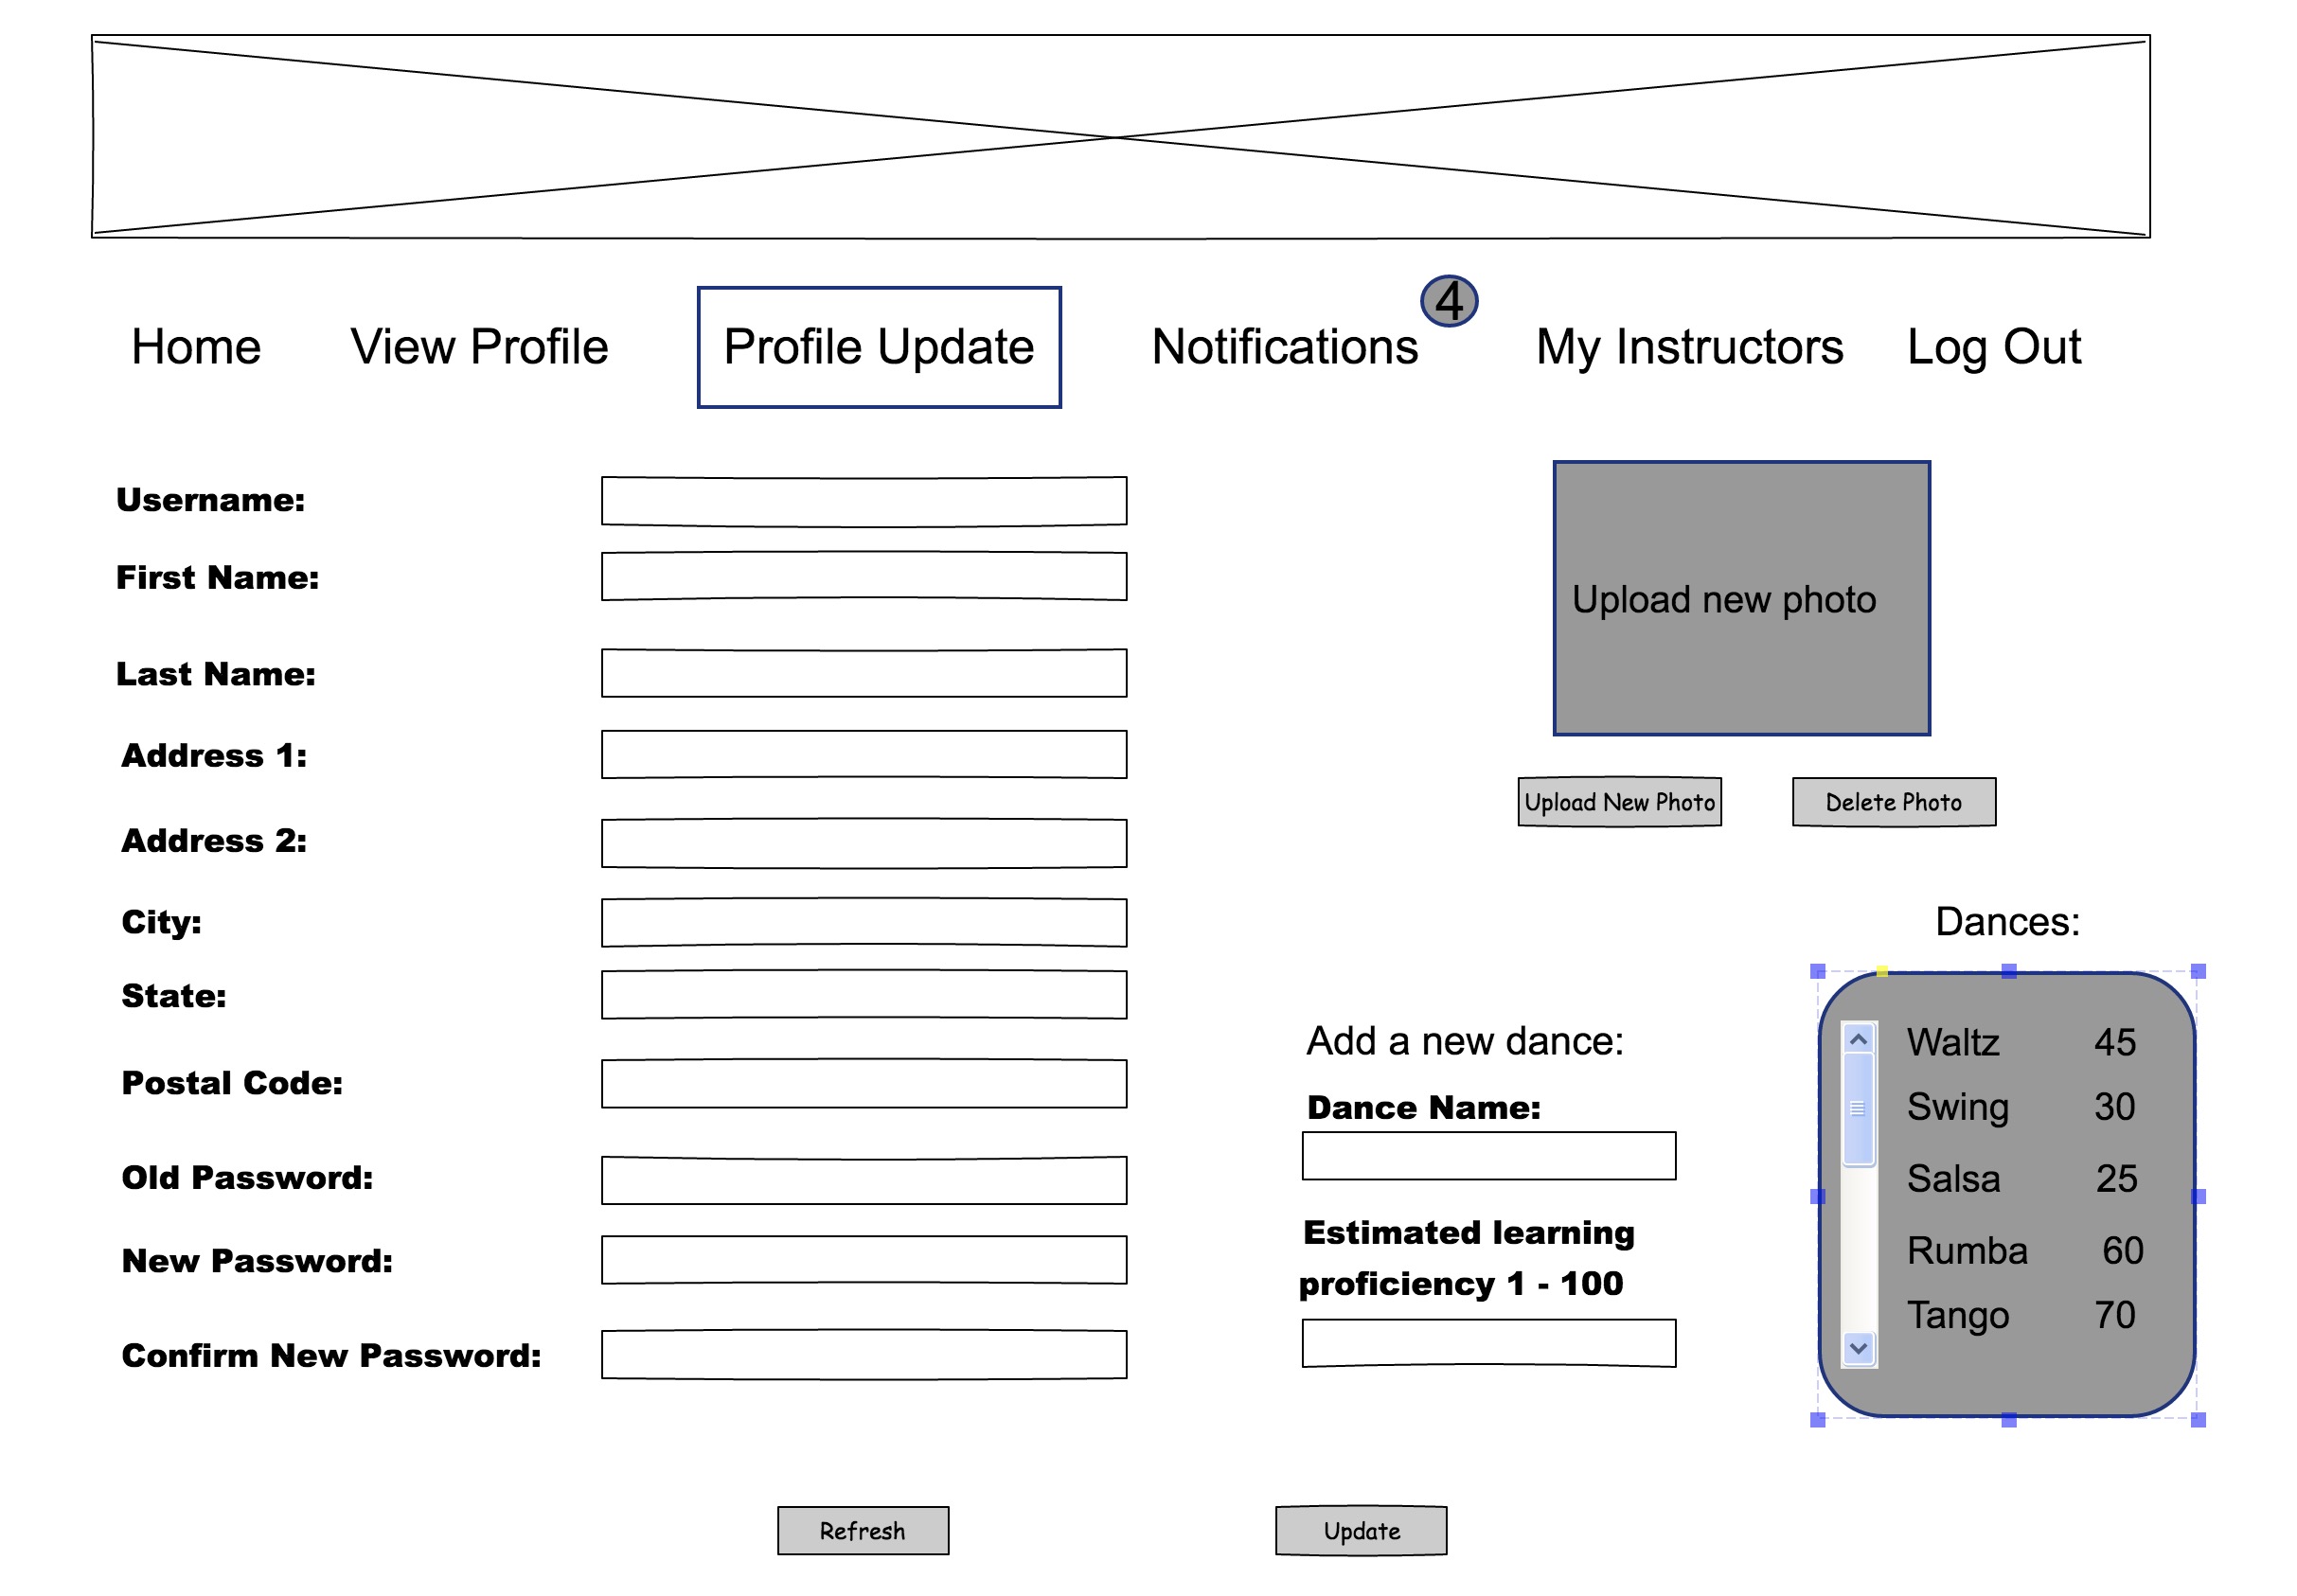 Home View Profile Profile Update Notifications 4 My Instructors Log Out
Username:
First Name:
Last Name:
Address 1:
Address 2:
City:
State:
Postal Code:
Old Password:
New Password:
Confirm New Password:
Upload new photo
Upload New Photo Delete Photo
Add a new dance:
Dance Name:
Estimated learning
proficiency 1 - 100
Dances:
Waltz 45
Swing 30
Salsa 25
Rumba 60
Tango 70
Refresh Update